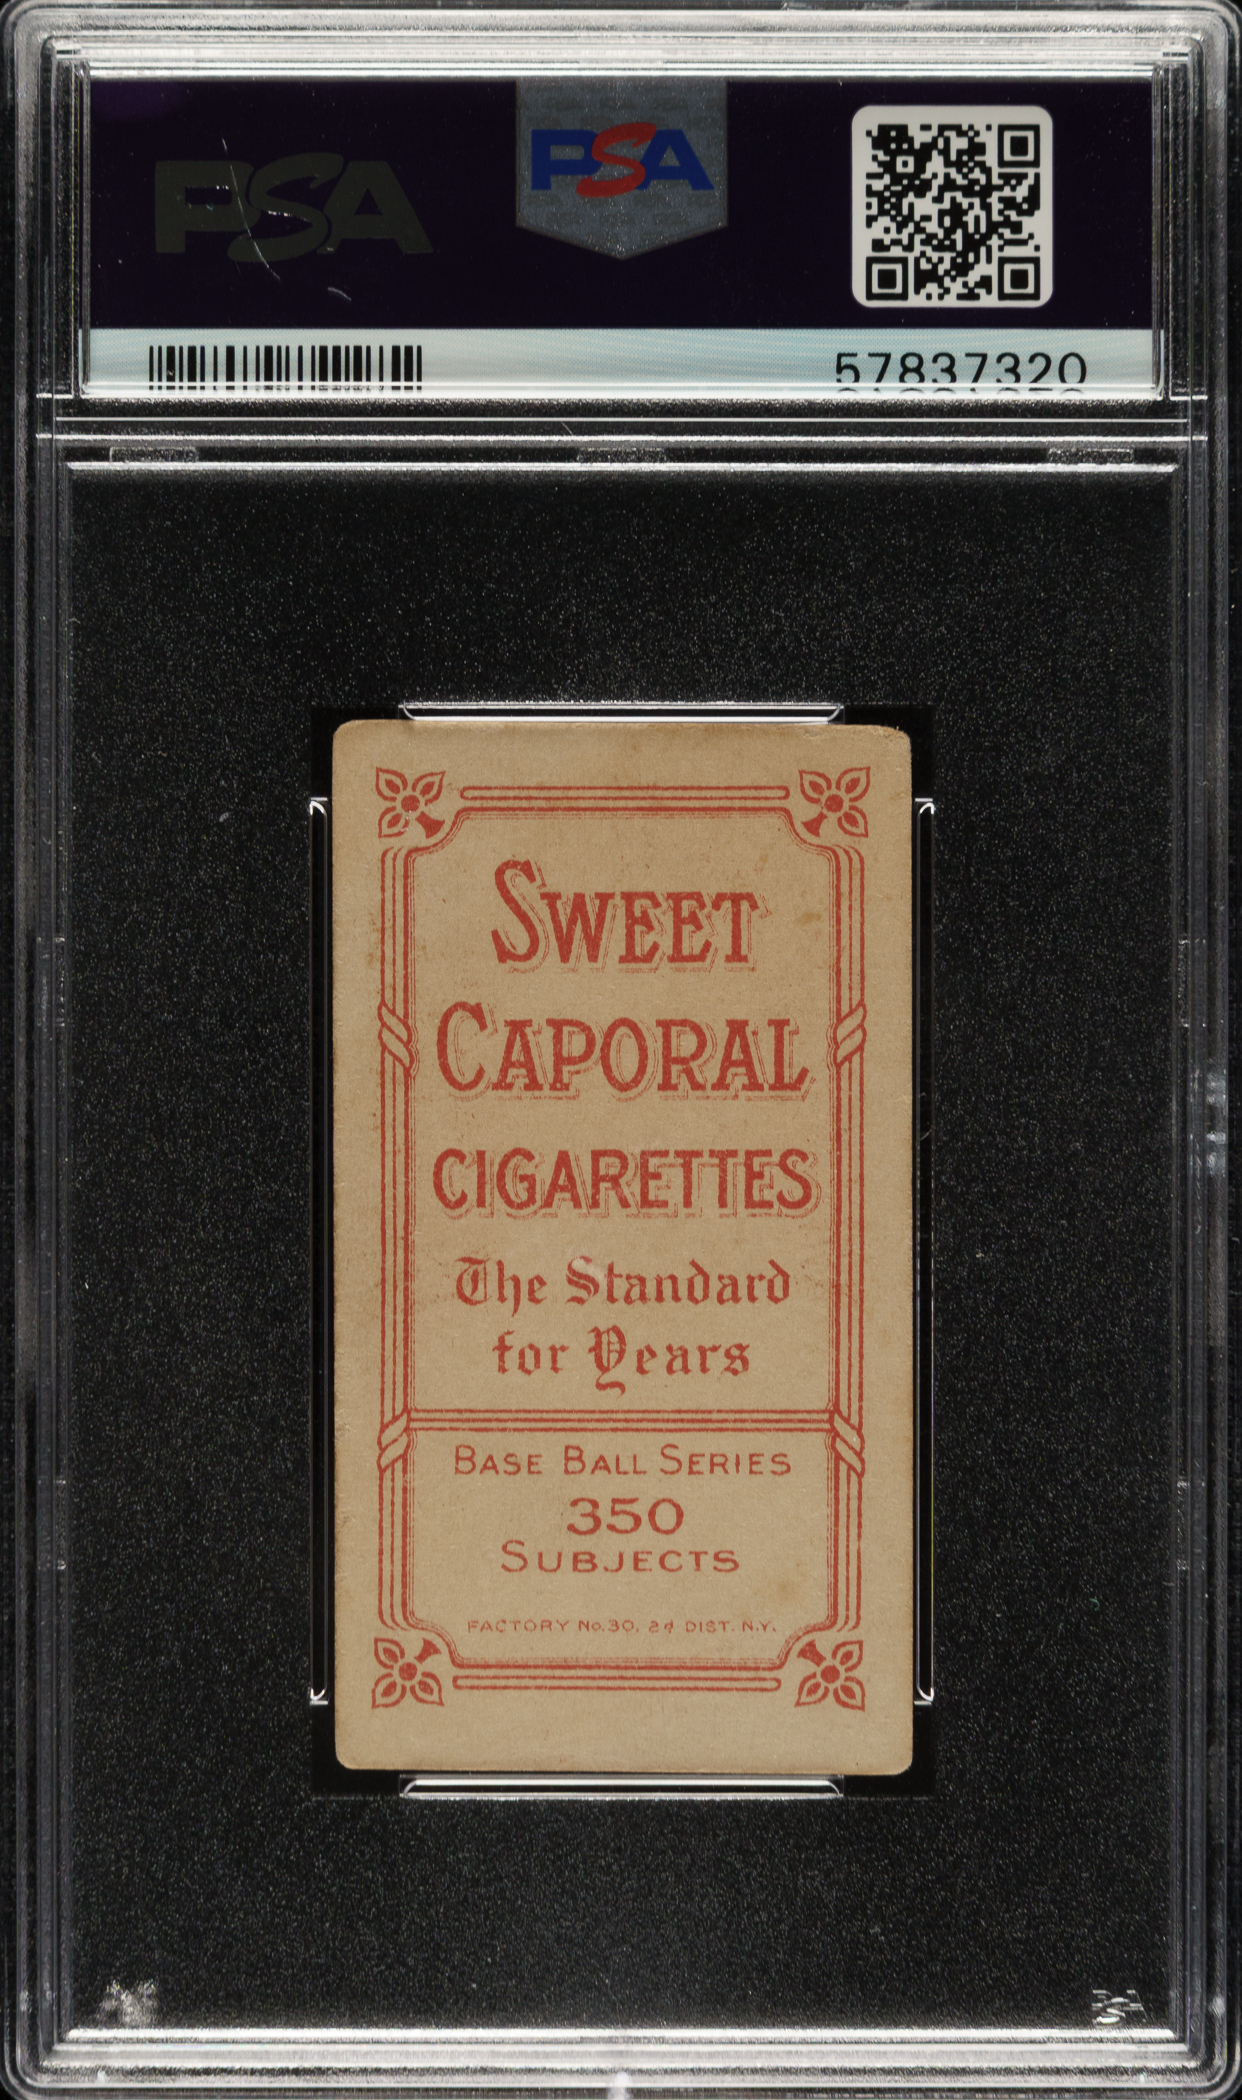 PSA
PSA
57837320
SWEET
CAPORAL
CIGARETTES
The Standard
for Years
BASE BALL SERIES
350
SUBJECTS
FACTORY No. 30, 2d DIST. N.Y.
PSA